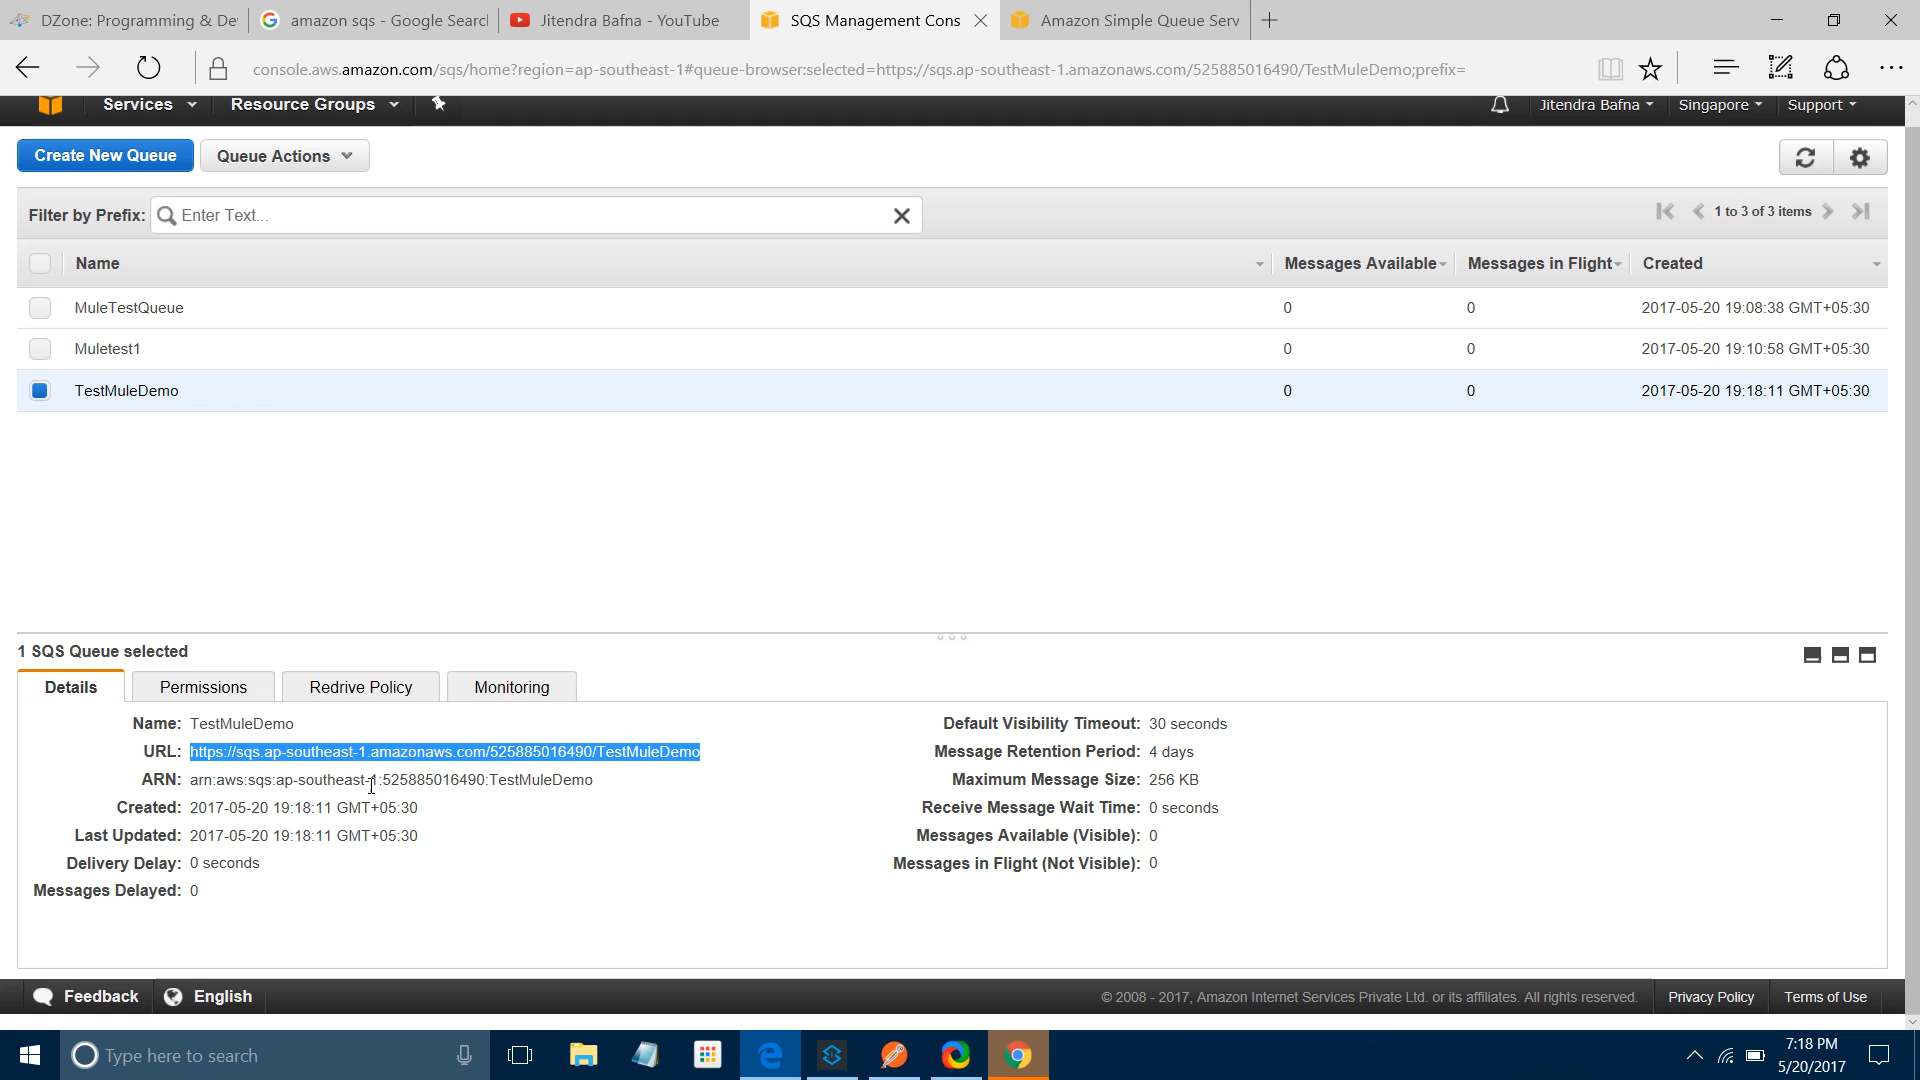 DZone: Programming & De
amazon sqs - Google Search
Jitendra Bafna - YouTube
SQS Management Cons
Amazon Simple Queue Serv
console.aws.amazon.com/sqs/home?region=ap-southeast-1#queue-browser:selected=https://sqs.ap-southeast-1.amazonaws.com/525885016490/TestMuleDemo;prefix=
Services
Resource Groups
Jitendra Bafna
Singapore
Support
Create New Queue
Queue Actions
Filter by Prefix:
Enter Text...
1 to 3 of 3 items
Name Messages Available Messages in Flight Created
MuleTestQueue 0 0 2017-05-20 19:08:38 GMT+05:30
Muletest1 0 0 2017-05-20 19:10:58 GMT+05:30
TestMuleDemo 0 0 2017-05-20 19:18:11 GMT+05:30
1 SQS Queue selected
Details
Permissions
Redrive Policy
Monitoring
Name: TestMuleDemo
URL: https://sqs.ap-southeast-1.amazonaws.com/525885016490/TestMuleDemo
ARN: arn:aws:sqs:ap-southeast-1:525885016490:TestMuleDemo
Created: 2017-05-20 19:18:11 GMT+05:30
Last Updated: 2017-05-20 19:18:11 GMT+05:30
Delivery Delay: 0 seconds
Messages Delayed: 0
Default Visibility Timeout: 30 seconds
Message Retention Period: 4 days
Maximum Message Size: 256 KB
Receive Message Wait Time: 0 seconds
Messages Available (Visible): 0
Messages in Flight (Not Visible): 0
Feedback
English
© 2008 - 2017, Amazon Internet Services Private Ltd. or its affiliates. All rights reserved.
Privacy Policy
Terms of Use
Type here to search
7:18 PM
5/20/2017